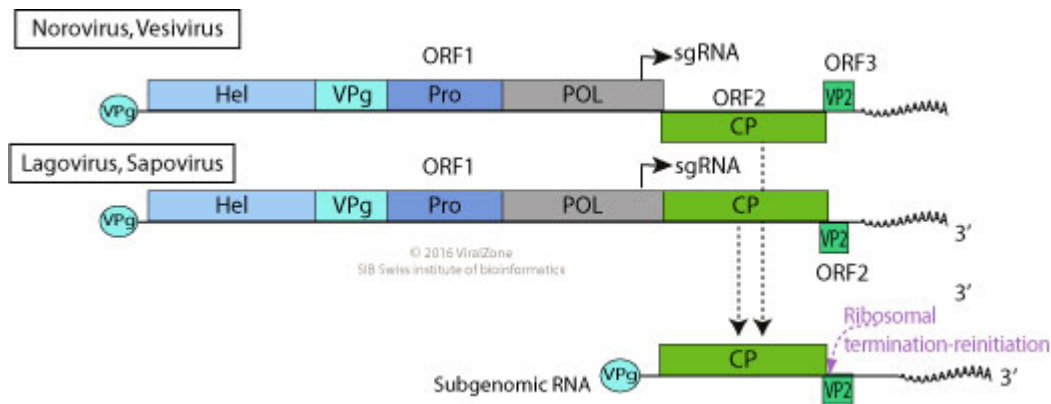 Norovirus, Vesivirus
ORF1
sgRNA
ORF3
VPg
Hel
VPg
Pro
POL
ORF2
VP2
CP
Lagovirus, Sapovirus
ORF1
sgRNA
VPg
Hel
VPg
Pro
POL
CP
VP2
3′
© 2016 ViralZone
SIB Swiss institute of bioinformatics
ORF2
3′
Ribosomal
termination-reinitiation
Subgenomic RNA
VPg
CP
VP2
3′